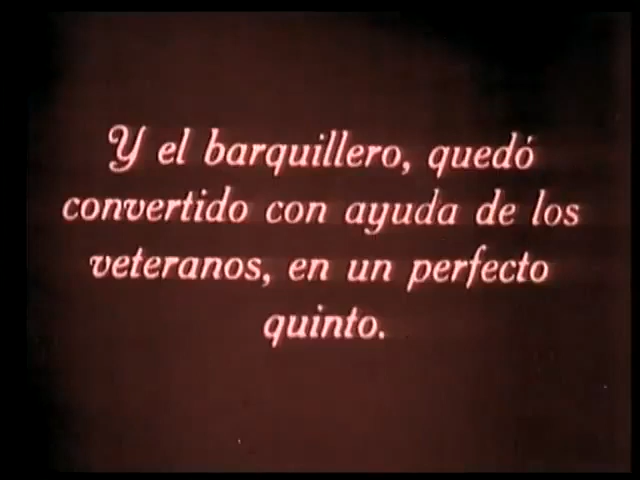 Y el barquillero, quedó
convertido con ayuda de los
veteranos, en un perfecto
quinto.